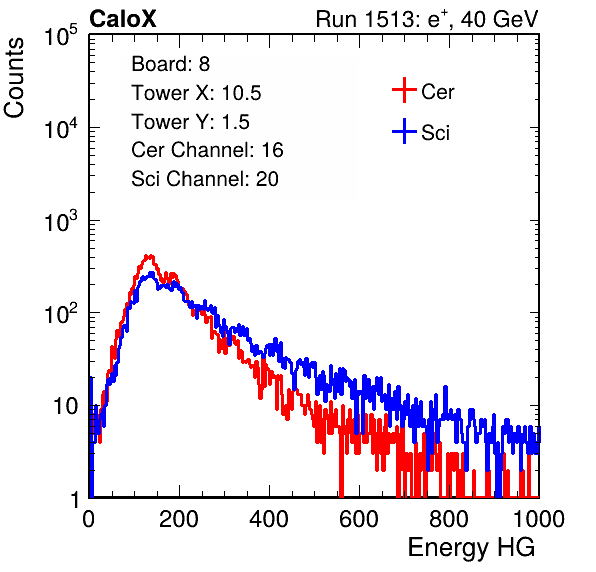 CaloX Run 1513: e⁺, 40 GeV
Counts
Board: 8
Tower X: 10.5
Tower Y: 1.5
Cer Channel: 16
Sci Channel: 20
Cer
Sci
10⁵
10⁴
10³
10²
10
1
0 200 400 600 800 1000
Energy HG